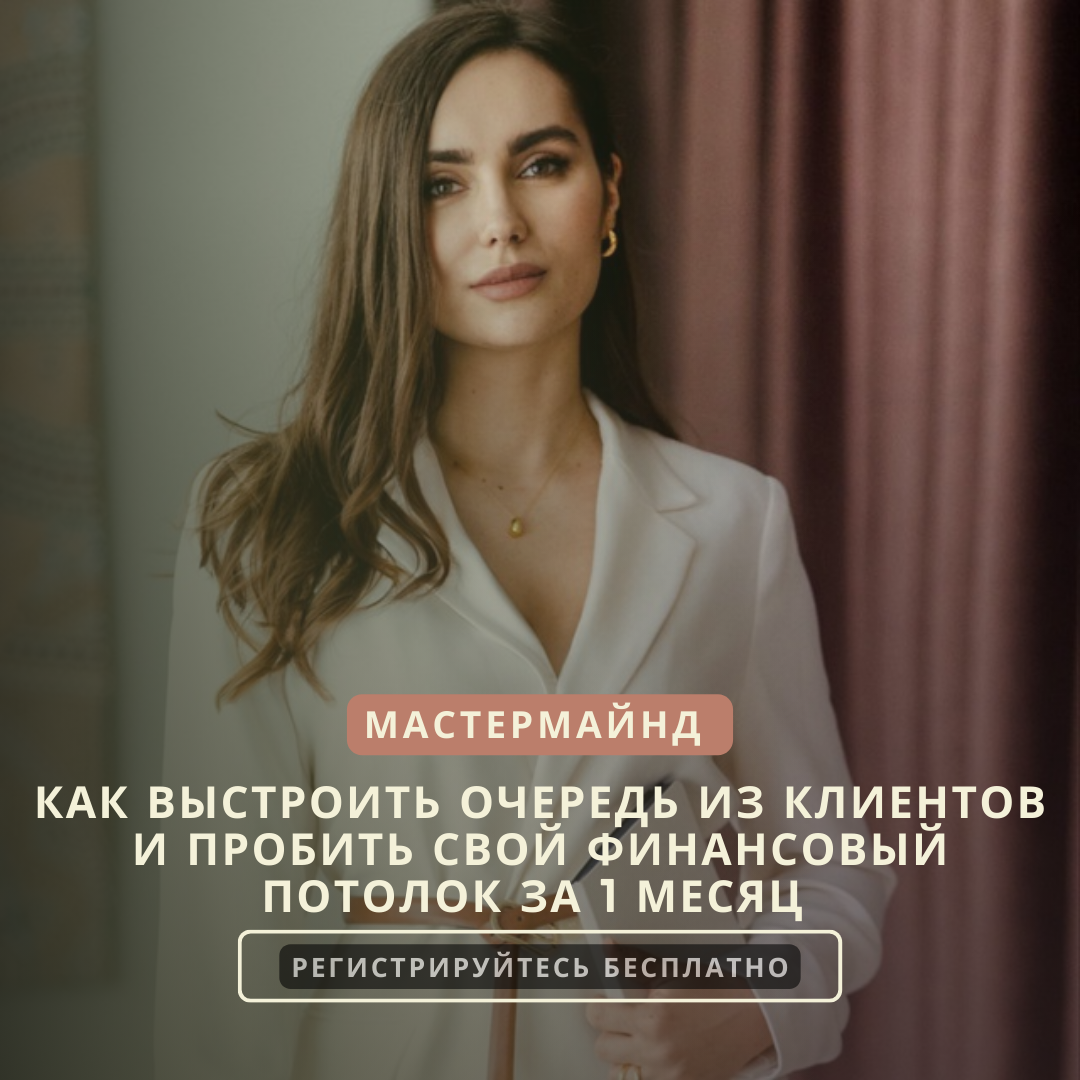 МАСТЕРМАЙНД
КАК ВЫСТРОИТЬ ОЧЕРЕДЬ ИЗ КЛИЕНТОВ
И ПРОБИТЬ СВОЙ ФИНАНСОВЫЙ
ПОТОЛОК ЗА 1 МЕСЯЦ
РЕГИСТРИРУЙТЕСЬ БЕСПЛАТНО